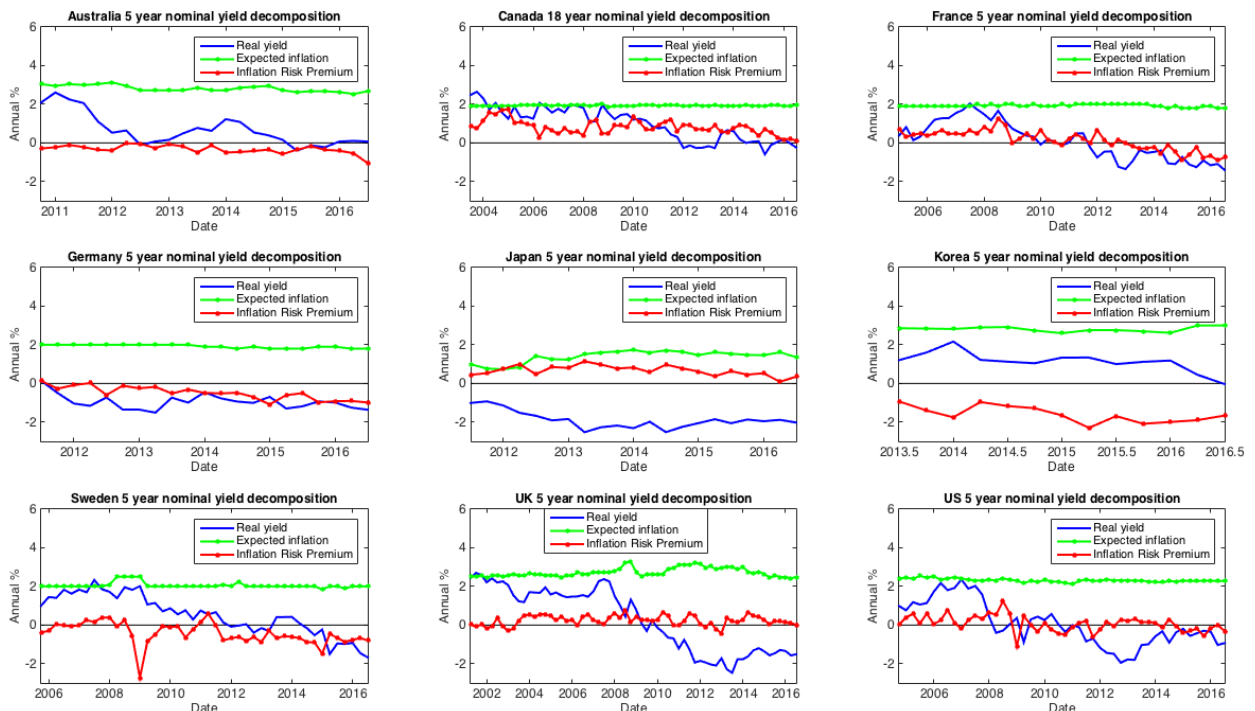 Australia 5 year nominal yield decomposition
6
4
2
0
-2
Annual %
Real yield
Expected inflation
Inflation Risk Premium
2011 2012 2013 2014 2015 2016
Date
Canada 18 year nominal yield decomposition
6
4
2
0
-2
Annual %
Real yield
Expected inflation
Inflation Risk Premium
2004 2006 2008 2010 2012 2014 2016
Date
France 5 year nominal yield decomposition
6
4
2
0
-2
Annual %
Real yield
Expected inflation
Inflation Risk Premium
2006 2008 2010 2012 2014 2016
Date
Germany 5 year nominal yield decomposition
6
4
2
0
-2
Annual %
Real yield
Expected inflation
Inflation Risk Premium
2012 2013 2014 2015 2016
Date
Japan 5 year nominal yield decomposition
6
4
2
0
-2
Annual %
Real yield
Expected inflation
Inflation Risk Premium
2012 2013 2014 2015 2016
Date
Korea 5 year nominal yield decomposition
6
4
2
0
-2
Annual %
Real yield
Expected inflation
Inflation Risk Premium
2013.5 2014 2014.5 2015 2015.5 2016 2016.5
Date
Sweden 5 year nominal yield decomposition
6
4
2
0
-2
Annual %
Real yield
Expected inflation
Inflation Risk Premium
2006 2008 2010 2012 2014 2016
Date
UK 5 year nominal yield decomposition
6
4
2
0
-2
Annual %
Real yield
Expected inflation
Inflation Risk Premium
2002 2004 2006 2008 2010 2012 2014 2016
Date
US 5 year nominal yield decomposition
6
4
2
0
-2
Annual %
Real yield
Expected inflation
Inflation Risk Premium
2006 2008 2010 2012 2014 2016
Date